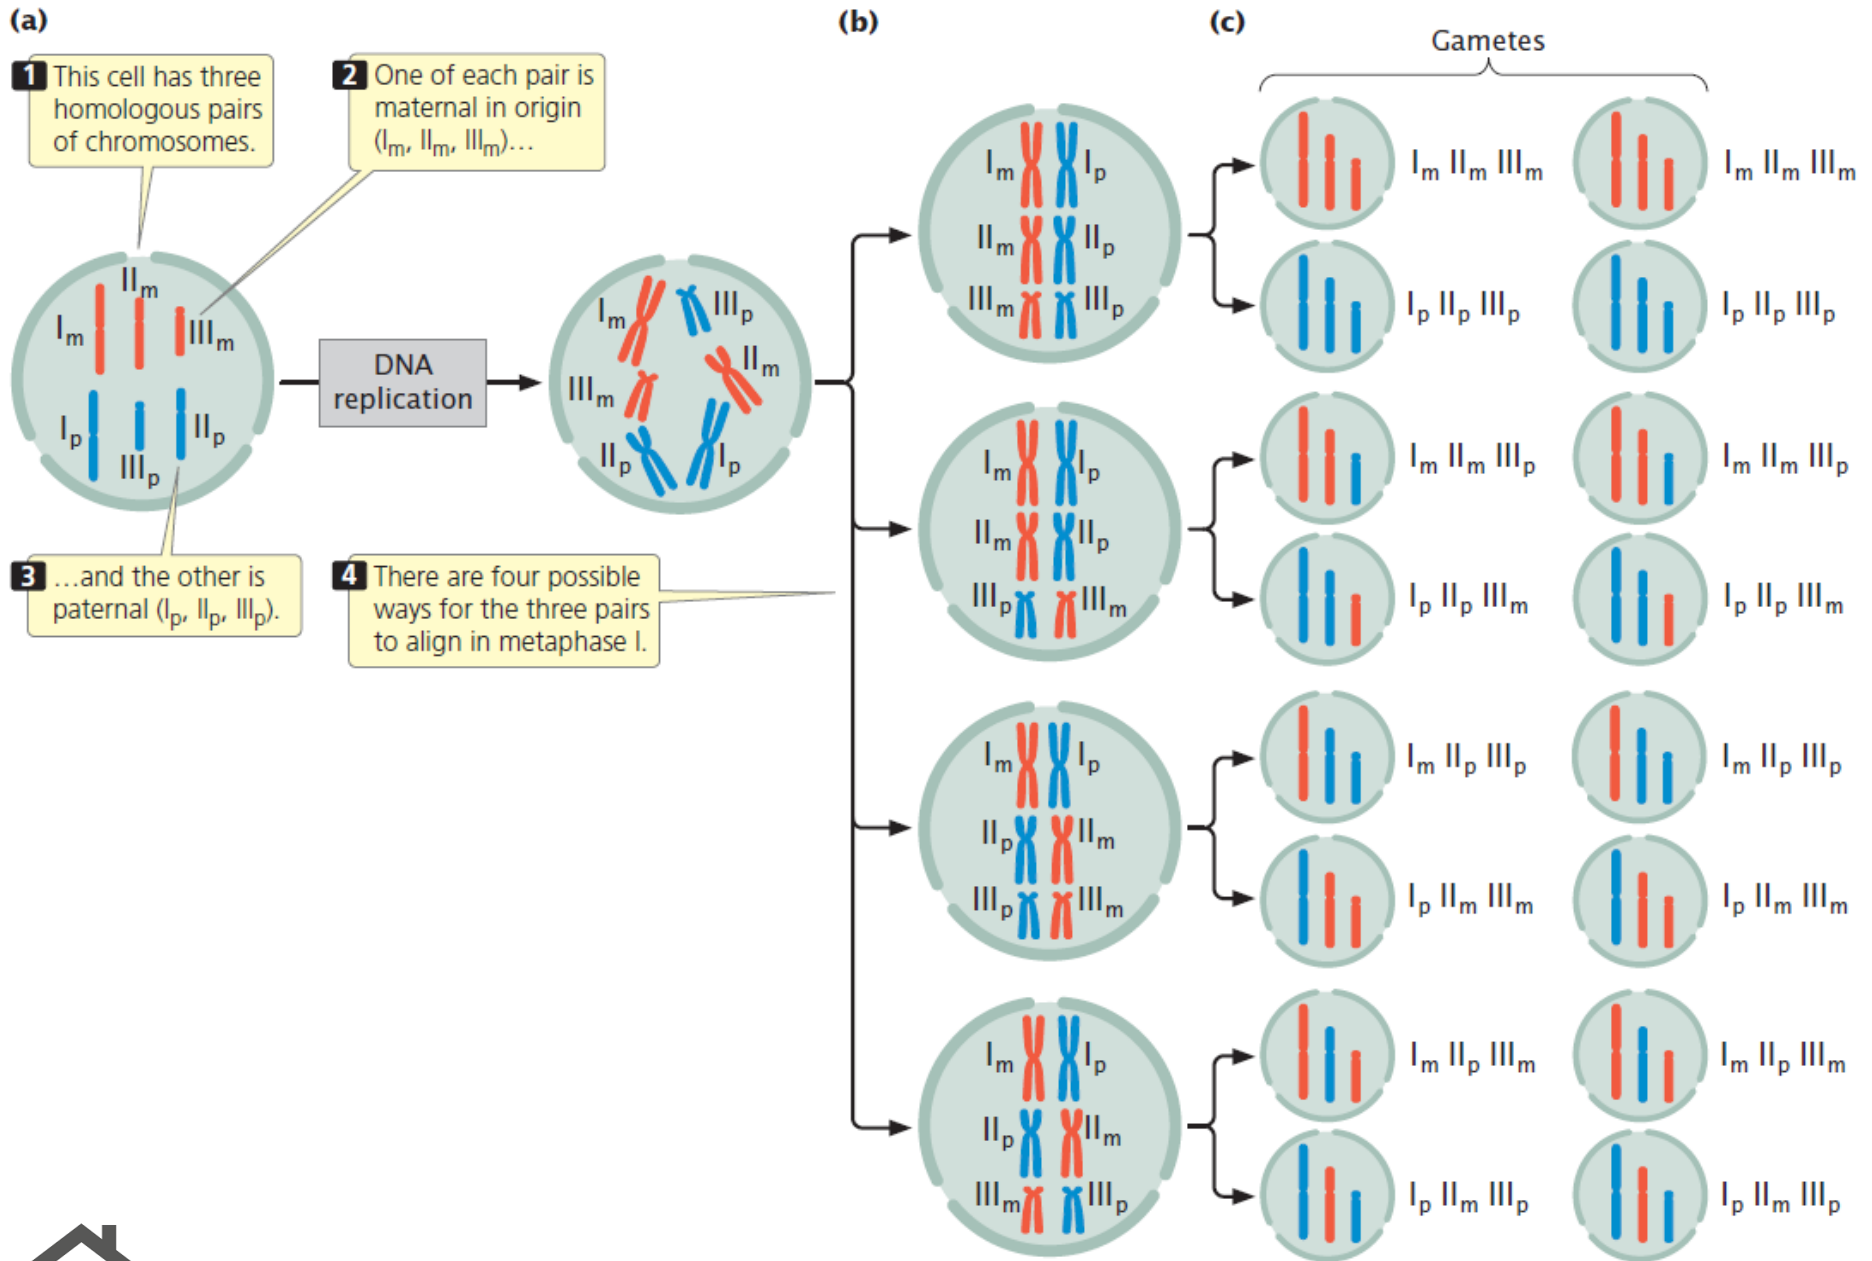 (a)
1 This cell has three
homologous pairs
of chromosomes.
2 One of each pair is
maternal in origin
(Im, IIm, IIIm)…
Im
IIm
IIIm
Ip
IIIp
IIp
3 …and the other is
paternal (Ip, IIp, IIIp).
DNA
replication
Im
IIIp
IIm
IIIm
IIp
Ip
4 There are four possible
ways for the three pairs
to align in metaphase I.
(b)
Im Ip
IIm IIp
IIIm IIIp
Im Ip
IIm IIp
IIIp IIIm
Im Ip
IIp IIm
IIIp IIIm
Im Ip
IIp IIm
IIIm IIIp
(c)
Gametes
Im IIm IIIm Im IIm IIIm
Ip IIp IIIp Ip IIp IIIp
Im IIm IIIp Im IIm IIIp
Ip IIp IIIm Ip IIp IIIm
Im IIp IIIp Im IIp IIIp
Ip IIm IIIm Ip IIm IIIm
Im IIp IIIm Im IIp IIIm
Ip IIm IIIp Ip IIm IIIp